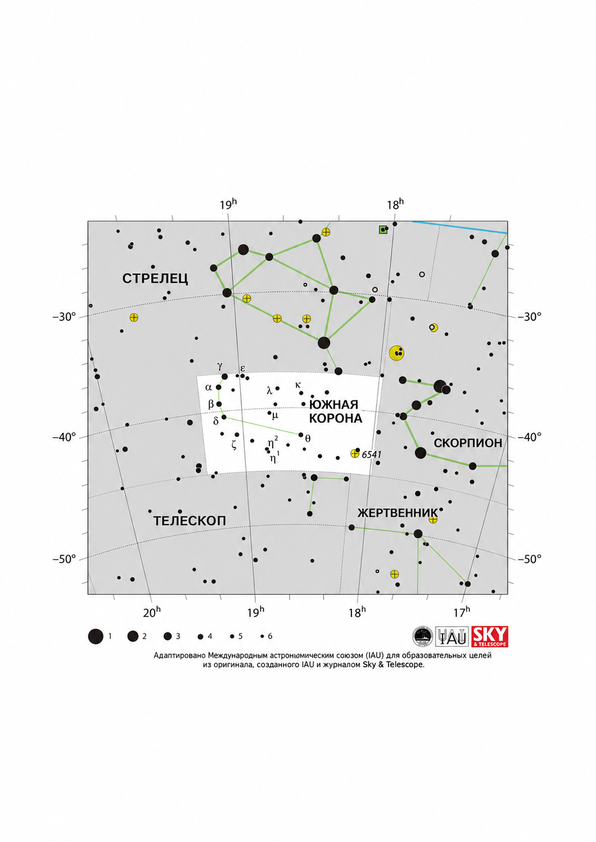 19h 18h
СТРЕЛЕЦ
−30° −30°
γ ε
α λ κ
β μ ЮЖНАЯ
КОРОНА
δ
−40° −40°
ζ η2 θ СКОРПИОН
η1 6541
ТЕЛЕСКОП ЖЕРТВЕННИК
−50° −50°
20h 19h 18h 17h
1 2 3 4 5 6
IAU SKY
& TELESCOPE
Адаптировано Международным астрономическим союзом (IAU) для образовательных целей
из оригинала, созданного IAU и журналом Sky & Telescope.